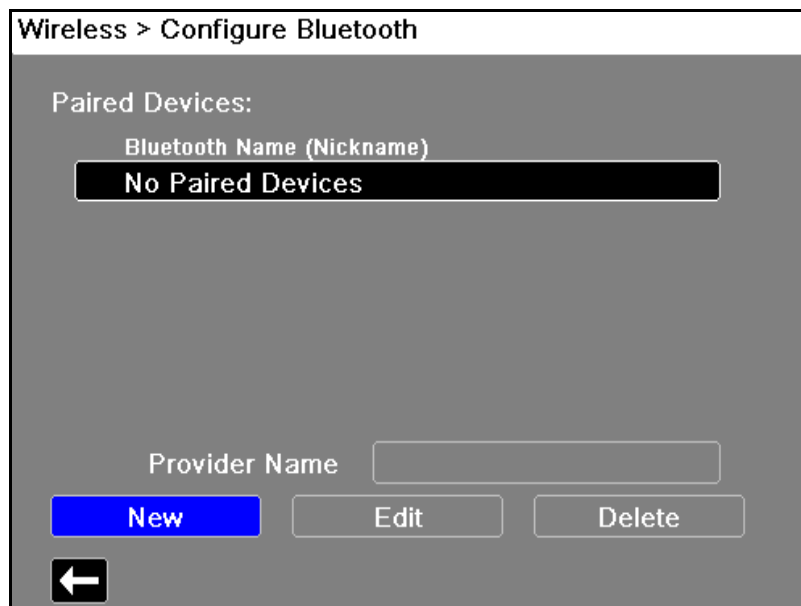 Wireless > Configure Bluetooth
Paired Devices:
Bluetooth Name (Nickname)
No Paired Devices
Provider Name
New Edit Delete